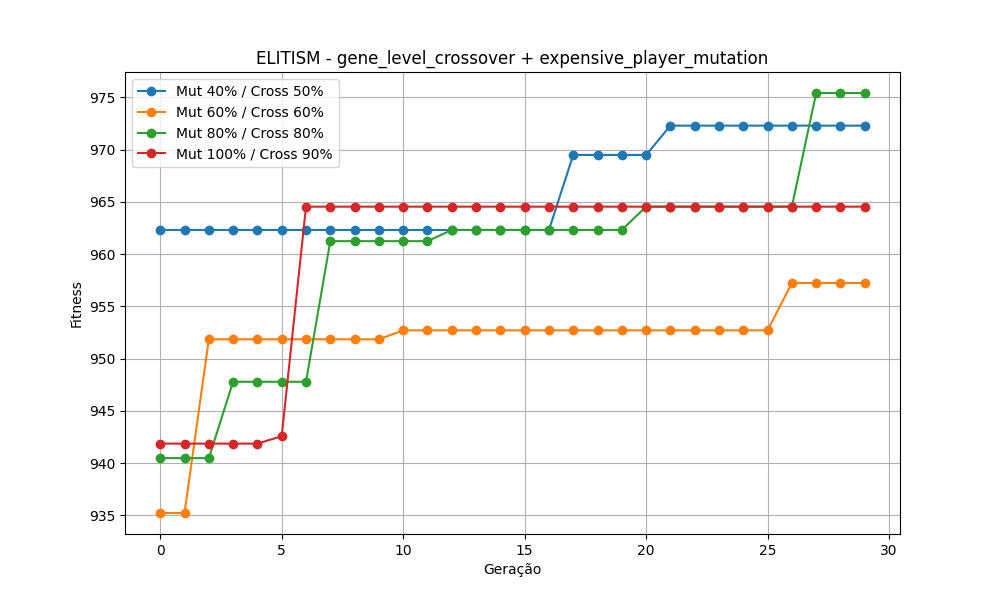 ELITISM - gene_level_crossover + expensive_player_mutation
Mut 40% / Cross 50%
Mut 60% / Cross 60%
Mut 80% / Cross 80%
Mut 100% / Cross 90%
Fitness
975
970
965
960
955
950
945
940
935
0
5
10
15
20
25
30
Geração